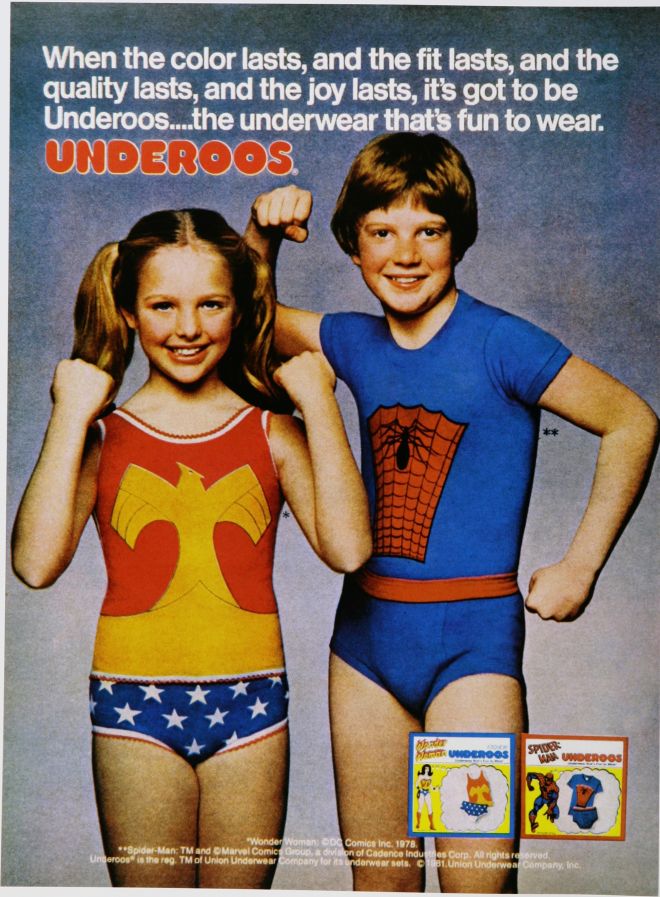 When the color lasts, and the fit lasts, and the
quality lasts, and the joy lasts, it's got to be
Underoos....the underwear that's fun to wear.
UNDEROOS®
*
**
Wonder
Woman UNDEROOS
SPIDER-
MAN UNDEROOS
*Wonder Woman: ©DC Comics Inc. 1978.
**Spider-Man: TM and ©Marvel Comics Group, a division of Cadence Industries Corp. All rights reserved.
Underoos® is the reg. TM of Union Underwear Company for its underwear sets. ©1981 Union Underwear Company, Inc.